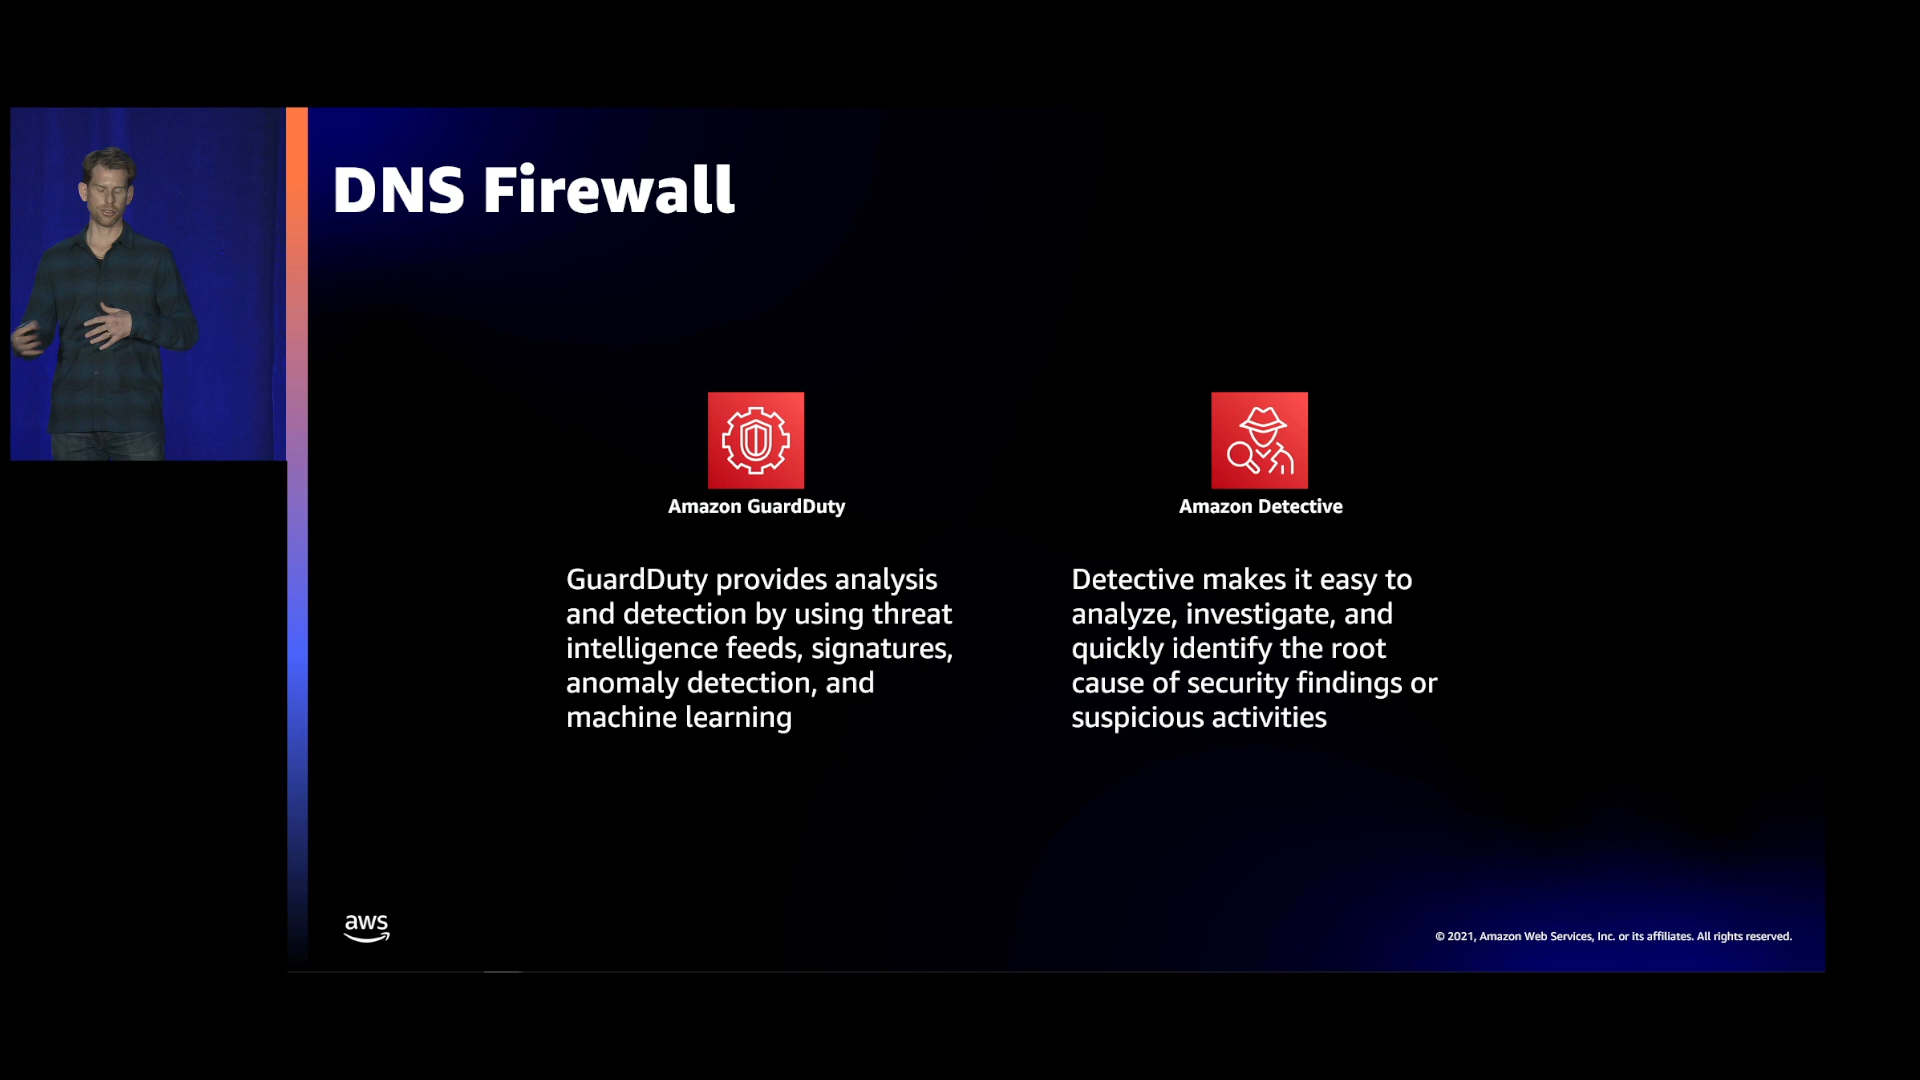 DNS Firewall
Amazon GuardDuty
GuardDuty provides analysis
and detection by using threat
intelligence feeds, signatures,
anomaly detection, and
machine learning
Amazon Detective
Detective makes it easy to
analyze, investigate, and
quickly identify the root
cause of security findings or
suspicious activities
aws
© 2021, Amazon Web Services, Inc. or its affiliates. All rights reserved.